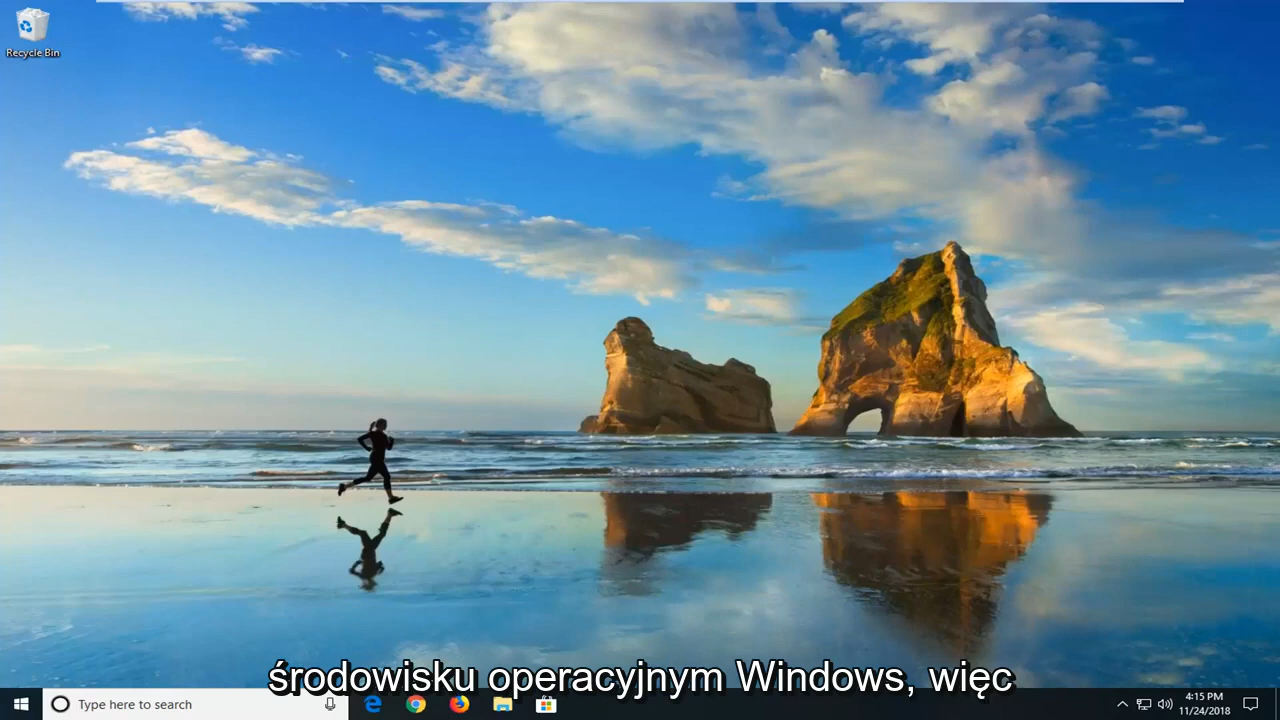 Recycle Bin
środowisku operacyjnym Windows, więc
Type here to search
4:15 PM
11/24/2018